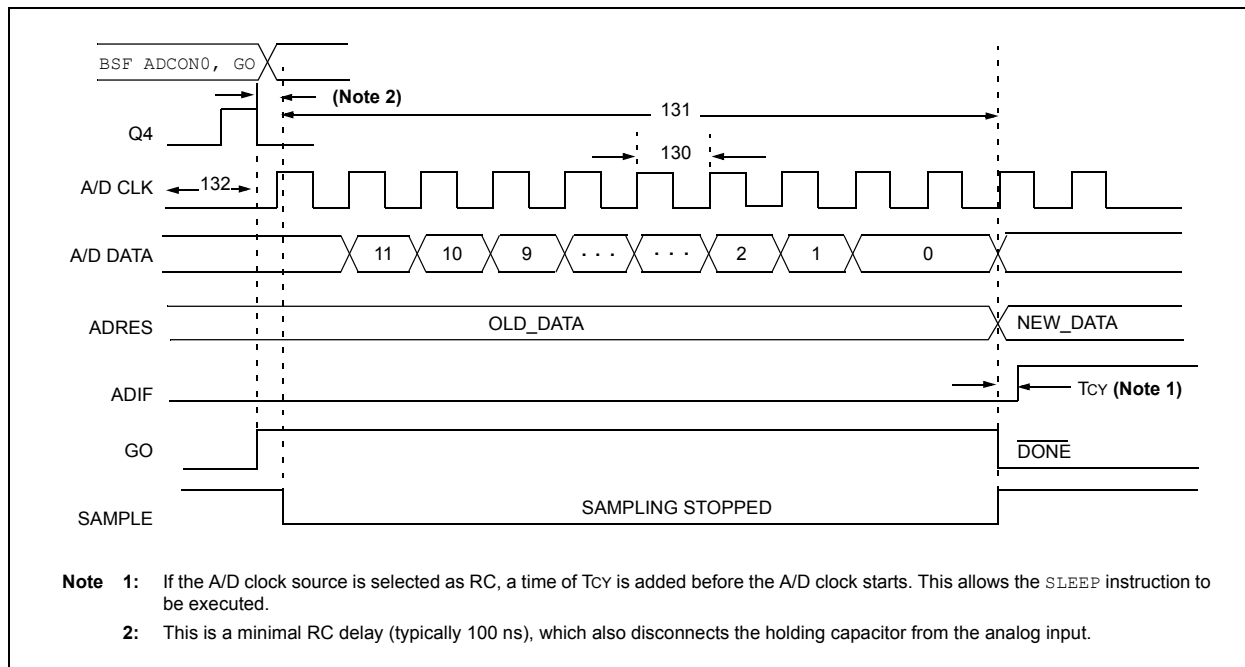 BSF ADCON0, GO
(Note 2)
131
Q4
130
A/D CLK
132
A/D DATA
11 10 9 . . . . . . 2 1 0
ADRES
OLD_DATA
NEW_DATA
ADIF
TCY (Note 1)
GO
DONE
SAMPLE
SAMPLING STOPPED
Note 1: If the A/D clock source is selected as RC, a time of TCY is added before the A/D clock starts. This allows the SLEEP instruction to
be executed.
2: This is a minimal RC delay (typically 100 ns), which also disconnects the holding capacitor from the analog input.